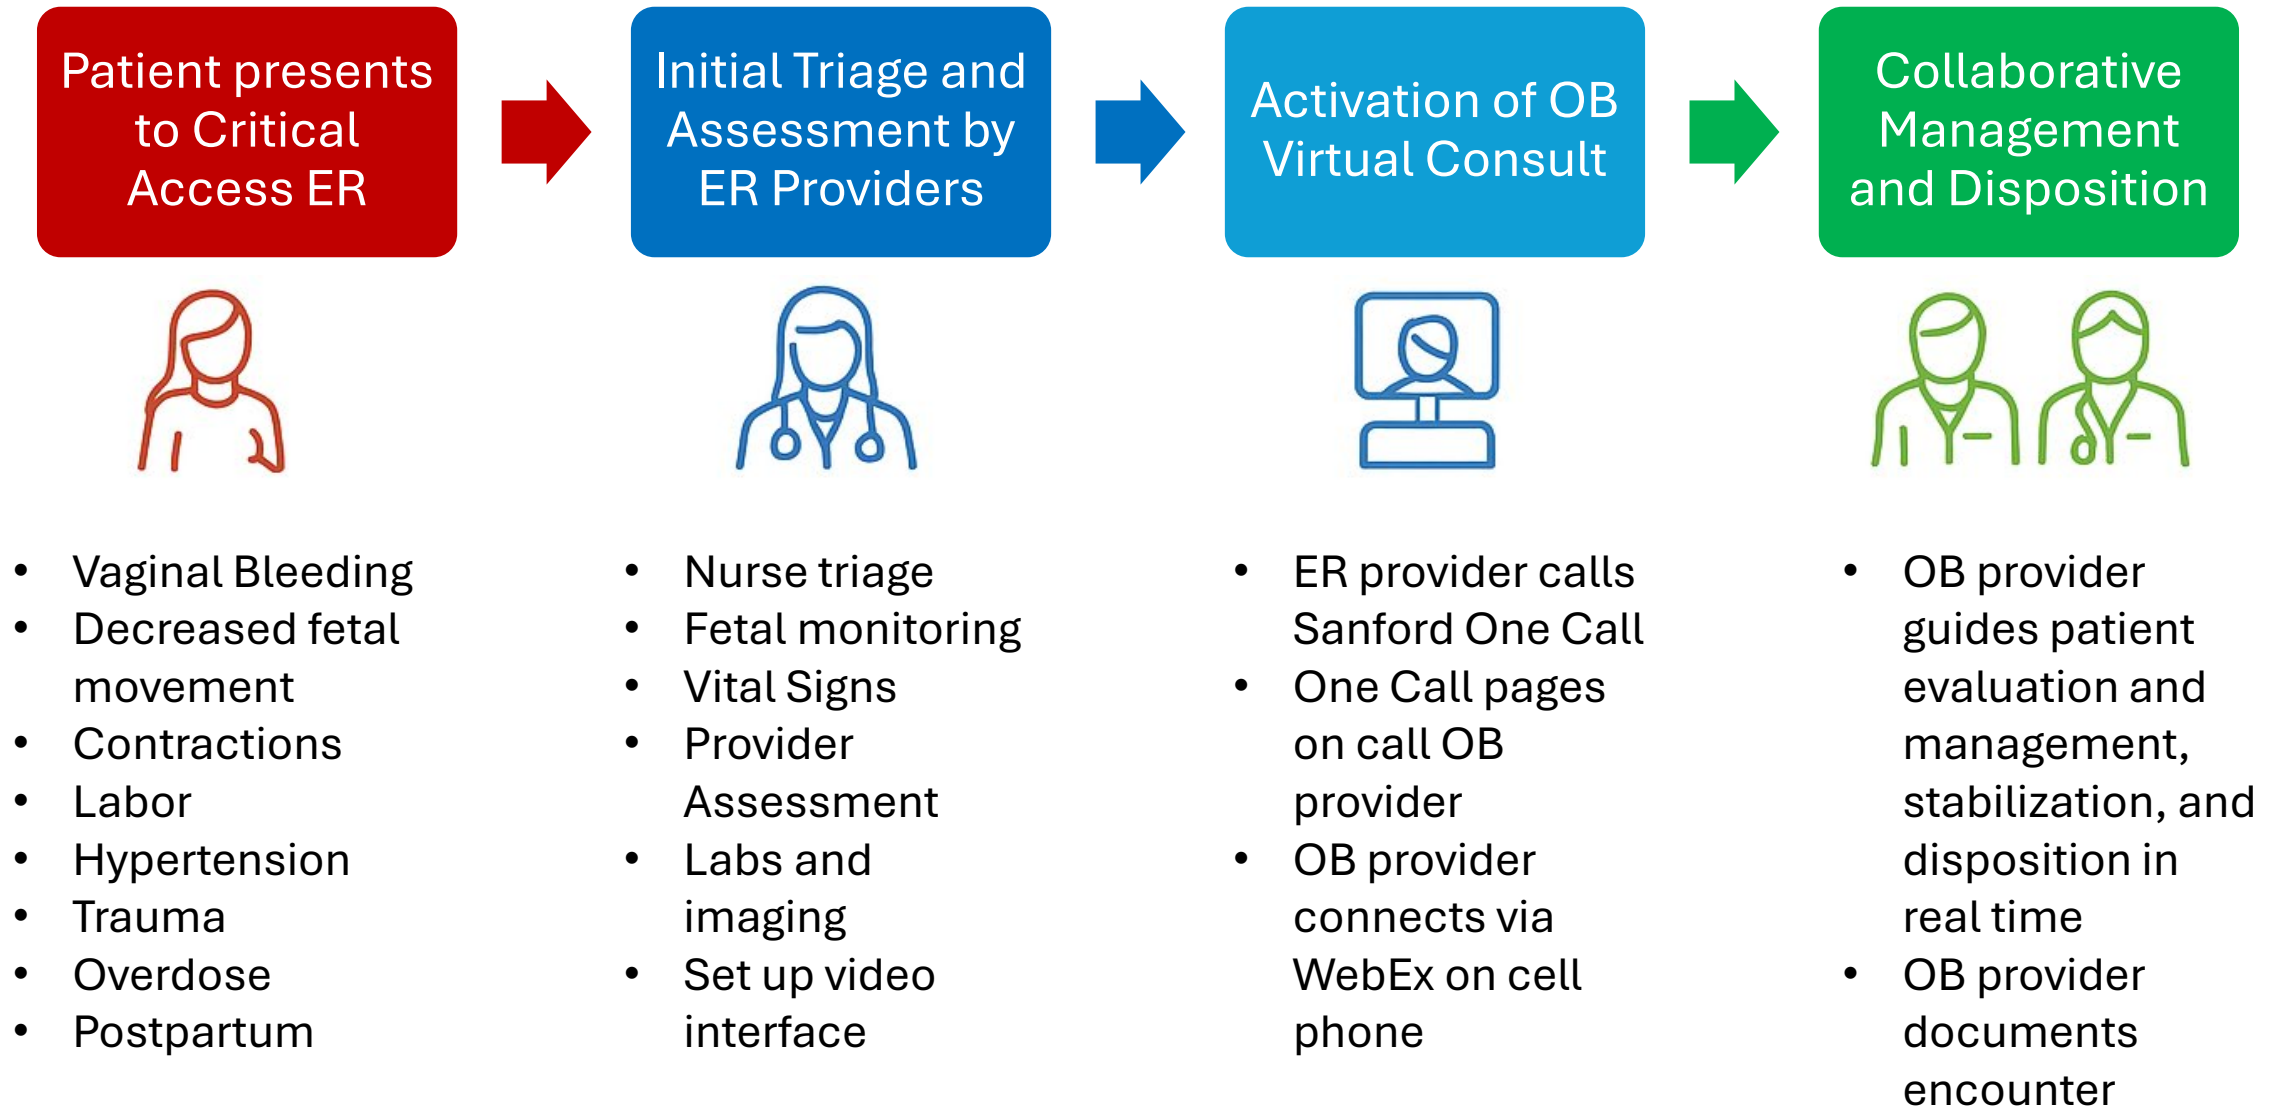 Patient presents
to Critical
Access ER
Initial Triage and
Assessment by
ER Providers
Activation of OB
Virtual Consult
Collaborative
Management
and Disposition
• Vaginal Bleeding
• Decreased fetal
movement
• Contractions
• Labor
• Hypertension
• Trauma
• Overdose
• Postpartum
• Nurse triage
• Fetal monitoring
• Vital Signs
• Provider
Assessment
• Labs and
imaging
• Set up video
interface
• ER provider calls
Sanford One Call
• One Call pages
on call OB
provider
• OB provider
connects via
WebEx on cell
phone
• OB provider
guides patient
evaluation and
management,
stabilization, and
disposition in
real time
• OB provider
documents
encounter